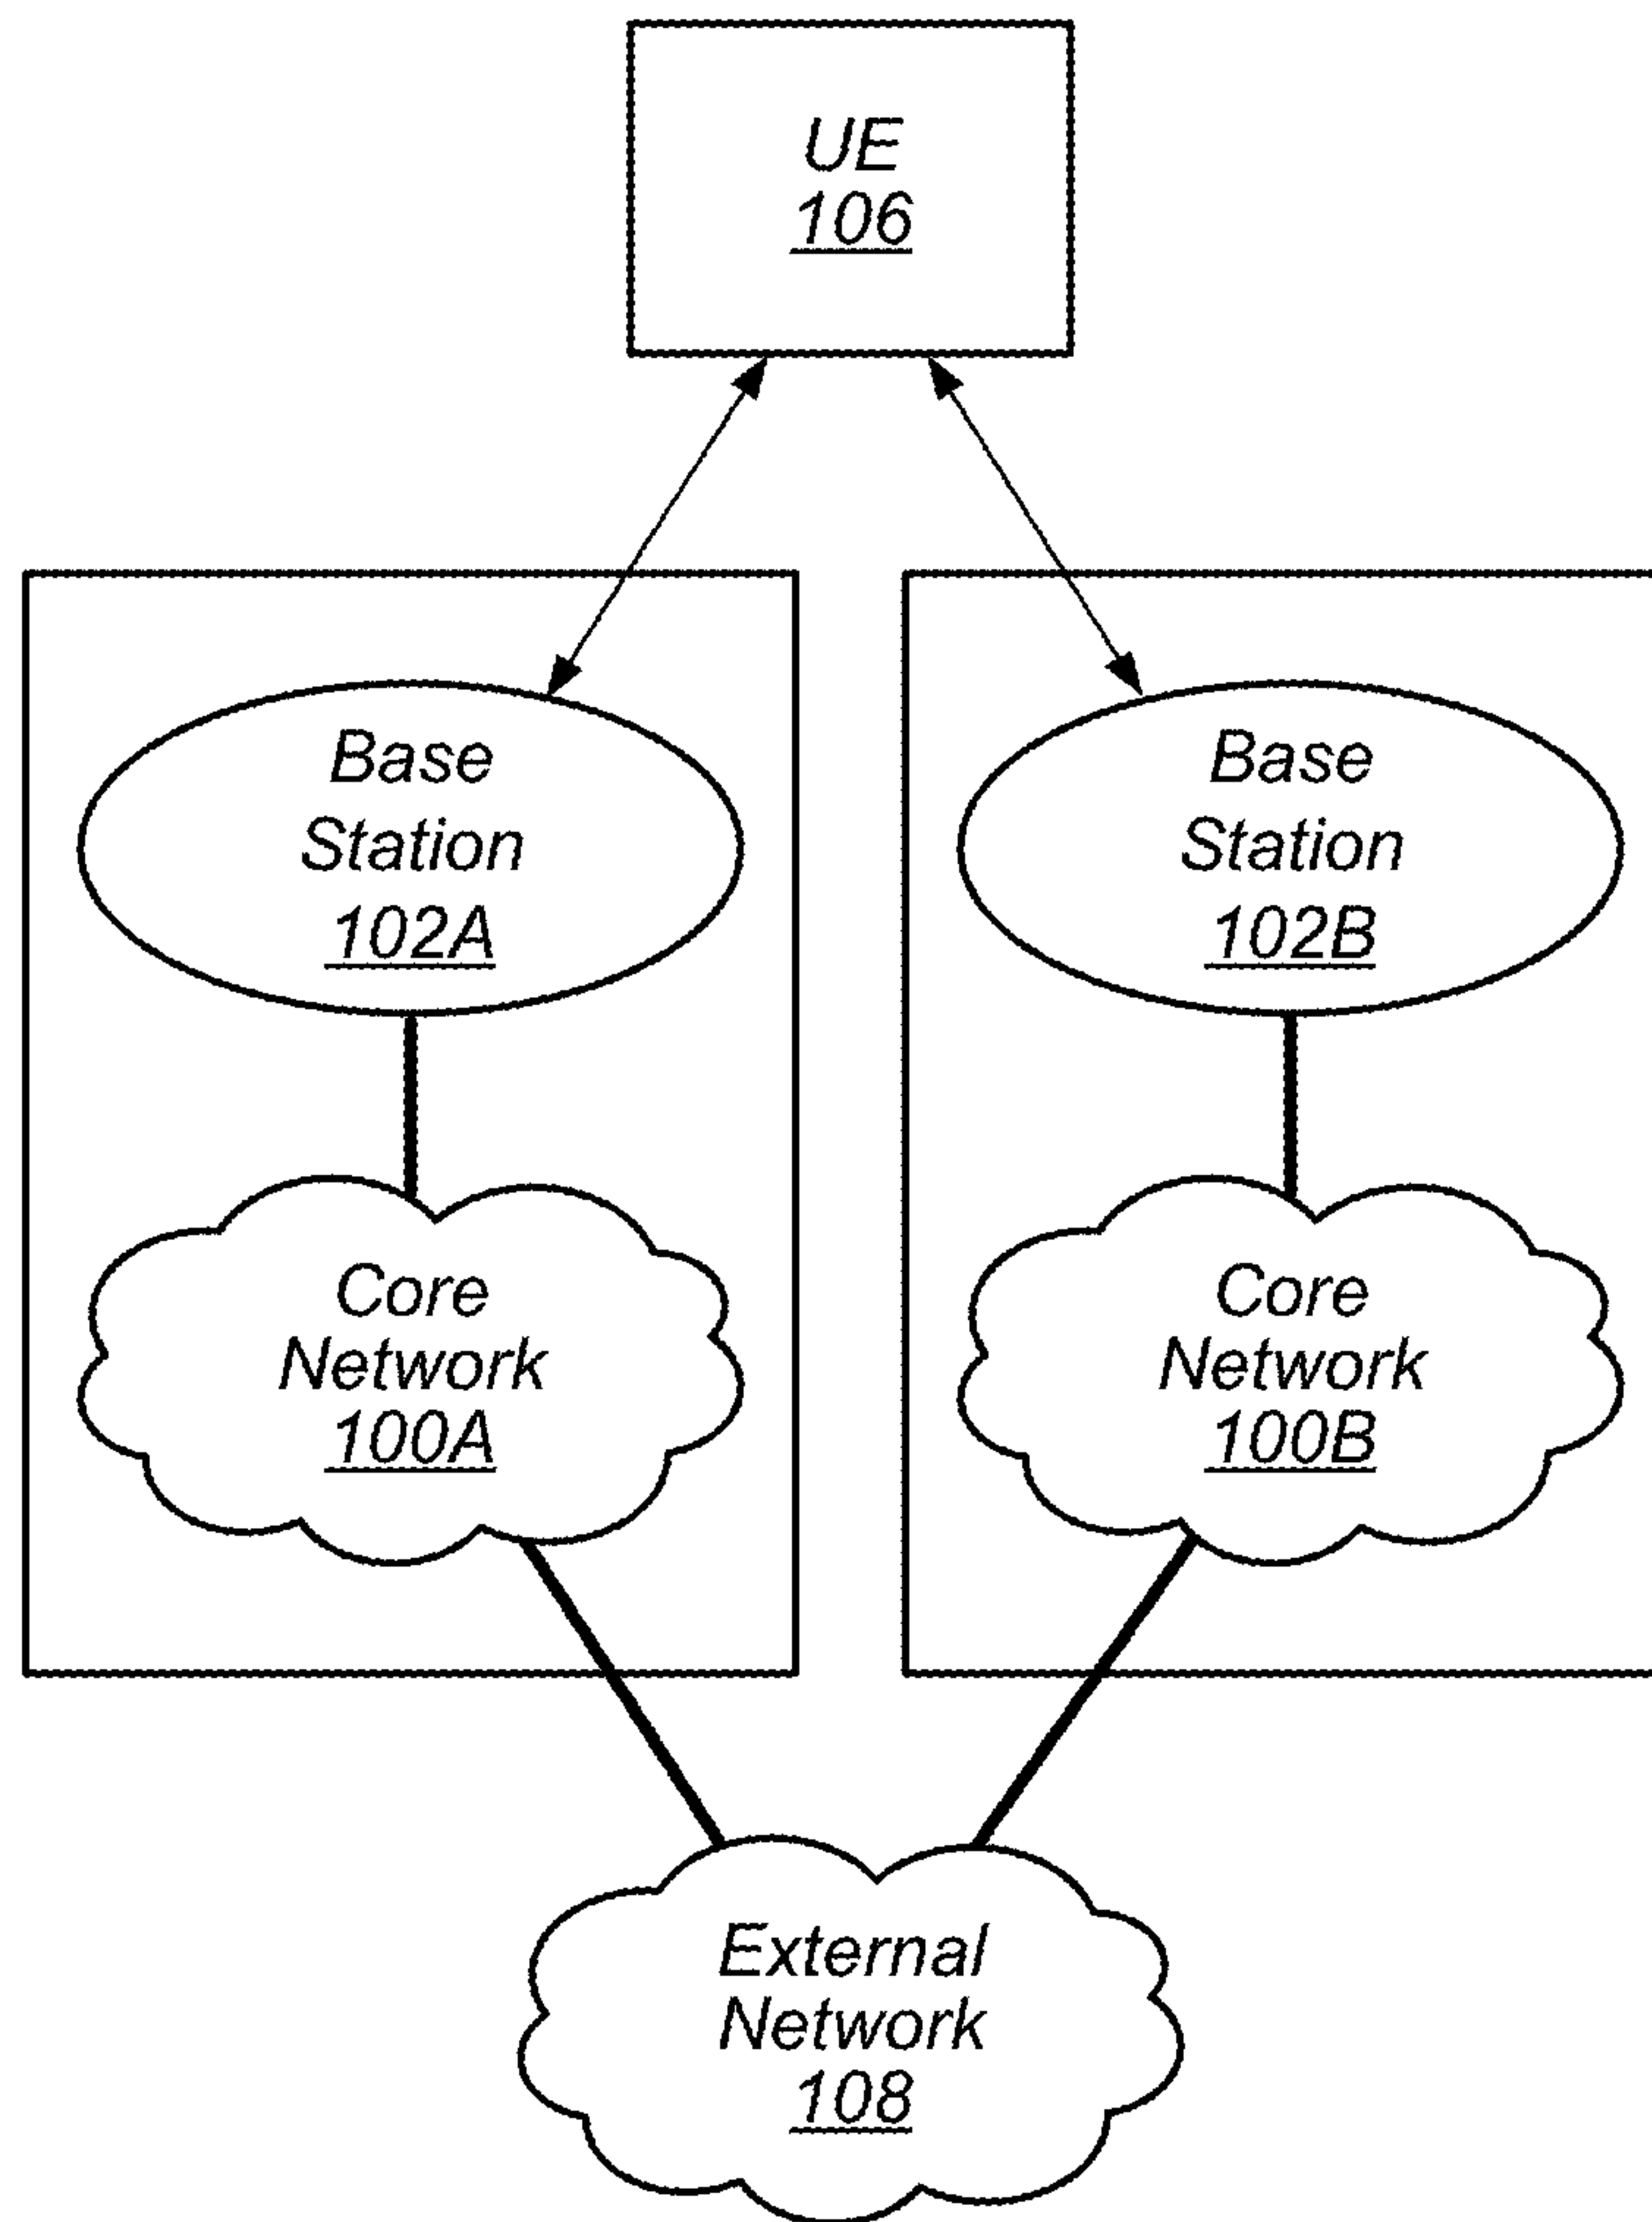 UE
106
Base
Station
102A
Base
Station
102B
Core
Network
100A
Core
Network
100B
External
Network
108